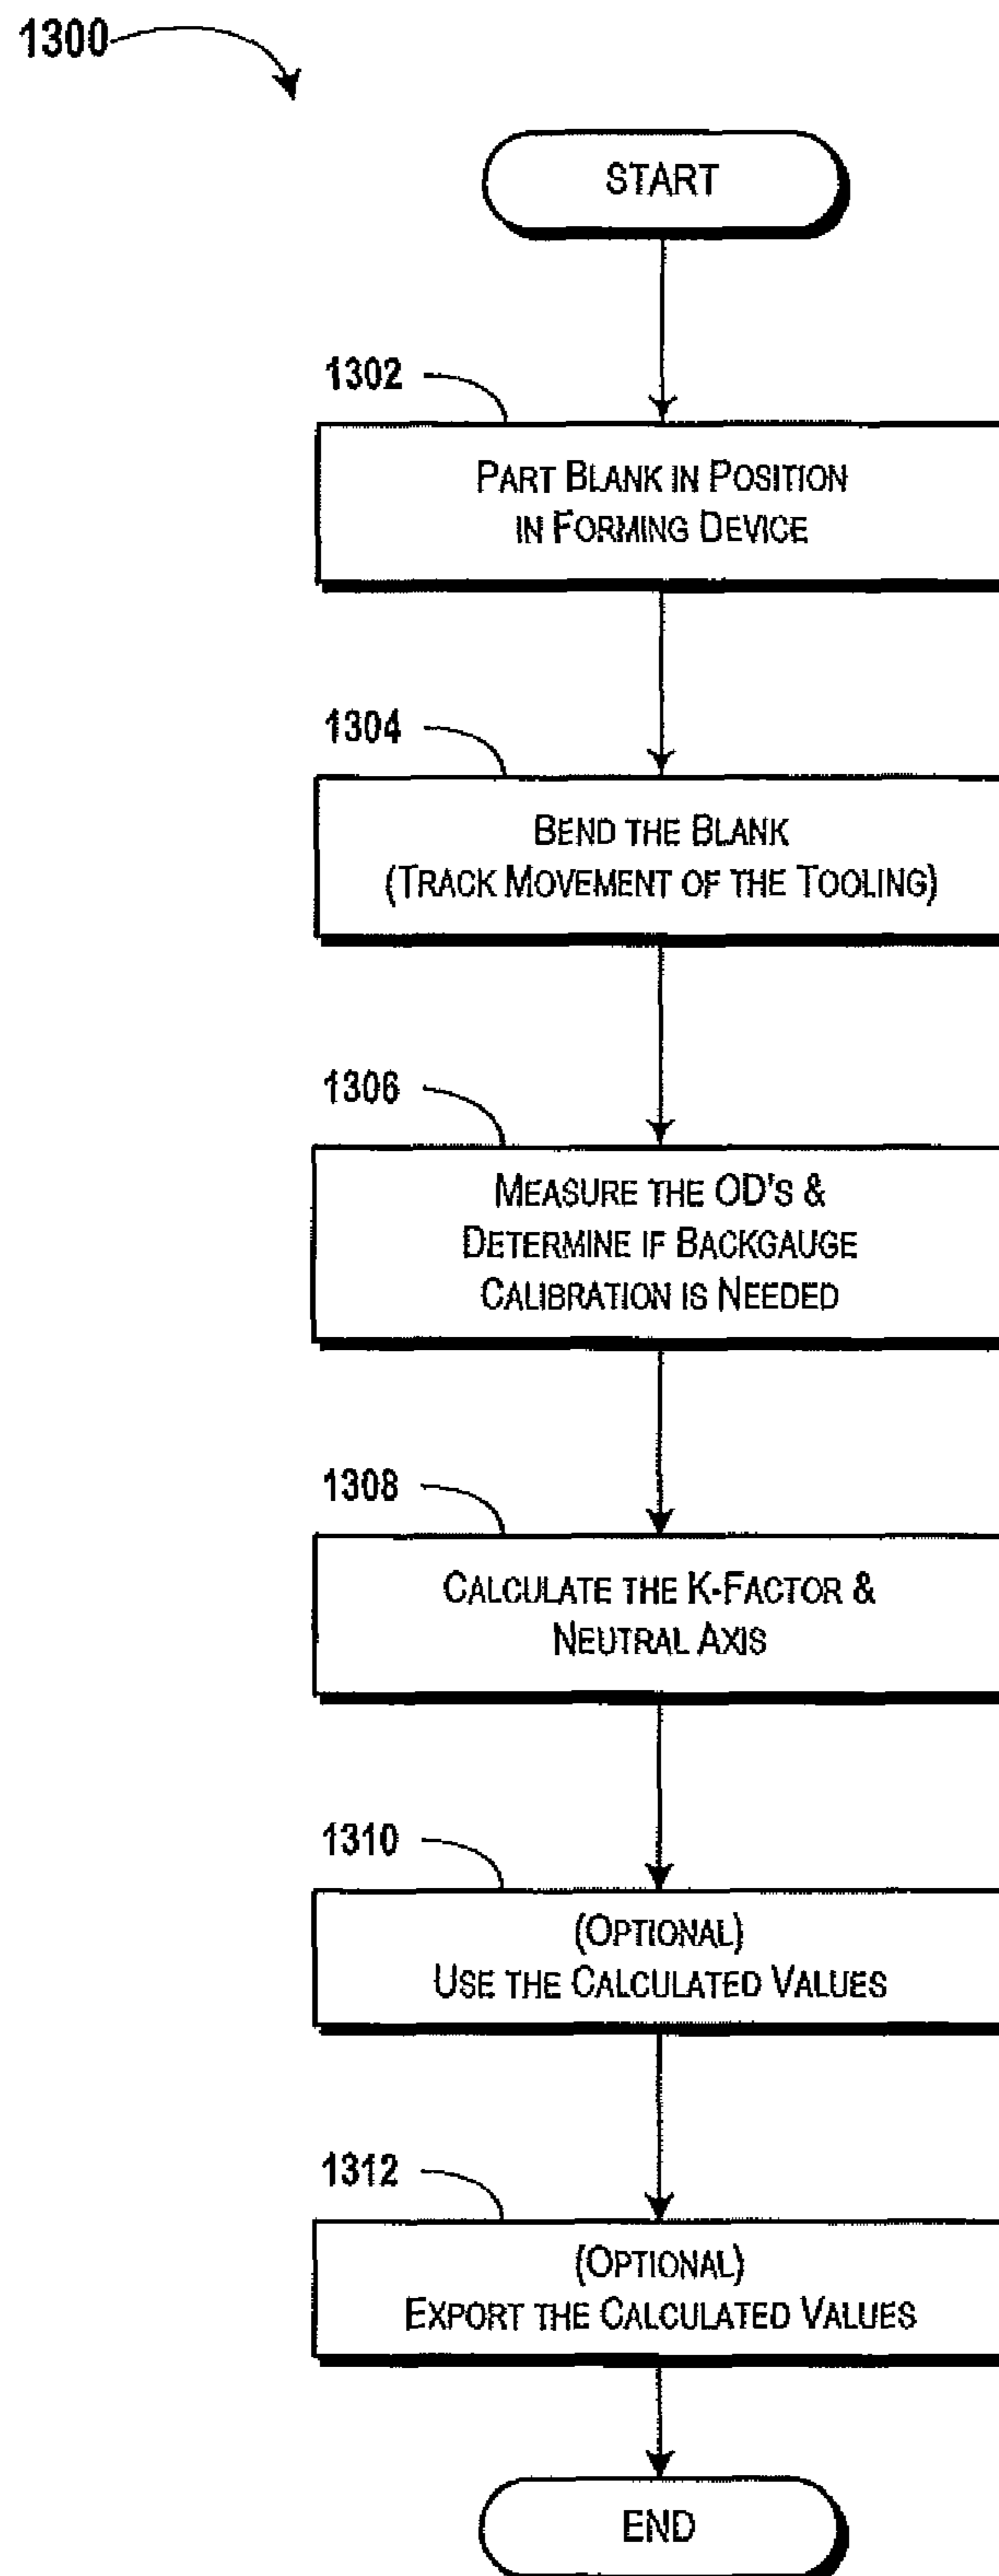 1300
START
1302
PART BLANK IN POSITION
IN FORMING DEVICE
1304
BEND THE BLANK
(TRACK MOVEMENT OF THE TOOLING)
1306
MEASURE THE OD'S &
DETERMINE IF BACKGAUGE
CALIBRATION IS NEEDED
1308
CALCULATE THE K-FACTOR &
NEUTRAL AXIS
1310
(OPTIONAL)
USE THE CALCULATED VALUES
1312
(OPTIONAL)
EXPORT THE CALCULATED VALUES
END